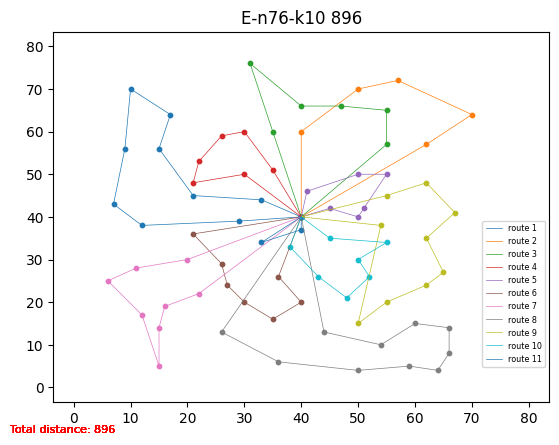 E-n76-k10 896
80
70
60
50
40
30
20
10
0
0 10 20 30 40 50 60 70 80
route 1
route 2
route 3
route 4
route 5
route 6
route 7
route 8
route 9
route 10
route 11
Total distance: 896